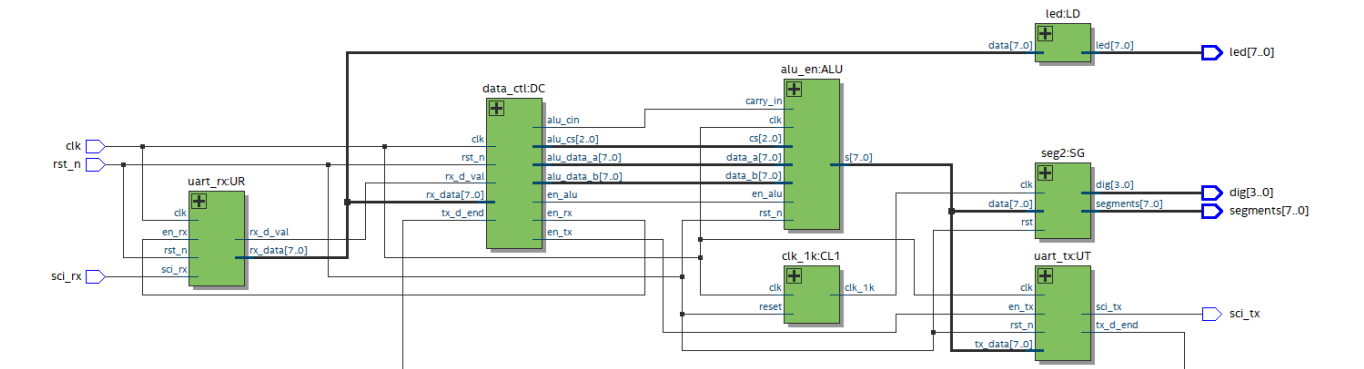 led:LD
data[7..0]
led[7..0]
led[7..0]
alu_en:ALU
data_ctl:DC
carry_in
alu_cin
clk
clk
clk
alu_cs[2..0]
cs[2..0]
rst_n
rst_n
alu_data_a[7..0]
data_a[7..0]
s[7..0]
seg2:SG
uart_rx:UR
rx_d_val
alu_data_b[7..0]
data_b[7..0]
clk
dig[3..0]
dig[3..0]
rx_data[7..0]
en_alu
en_alu
data[7..0]
segments[7..0]
segments[7..0]
clk
tx_d_end
en_rx
rst_n
rst
en_rx
rx_d_val
en_tx
rst_n
rx_data[7..0]
clk_1k:CL1
uart_tx:UT
sci_rx
sci_rx
clk
clk_1k
clk
reset
en_tx
sci_tx
sci_tx
rst_n
tx_d_end
tx_data[7..0]